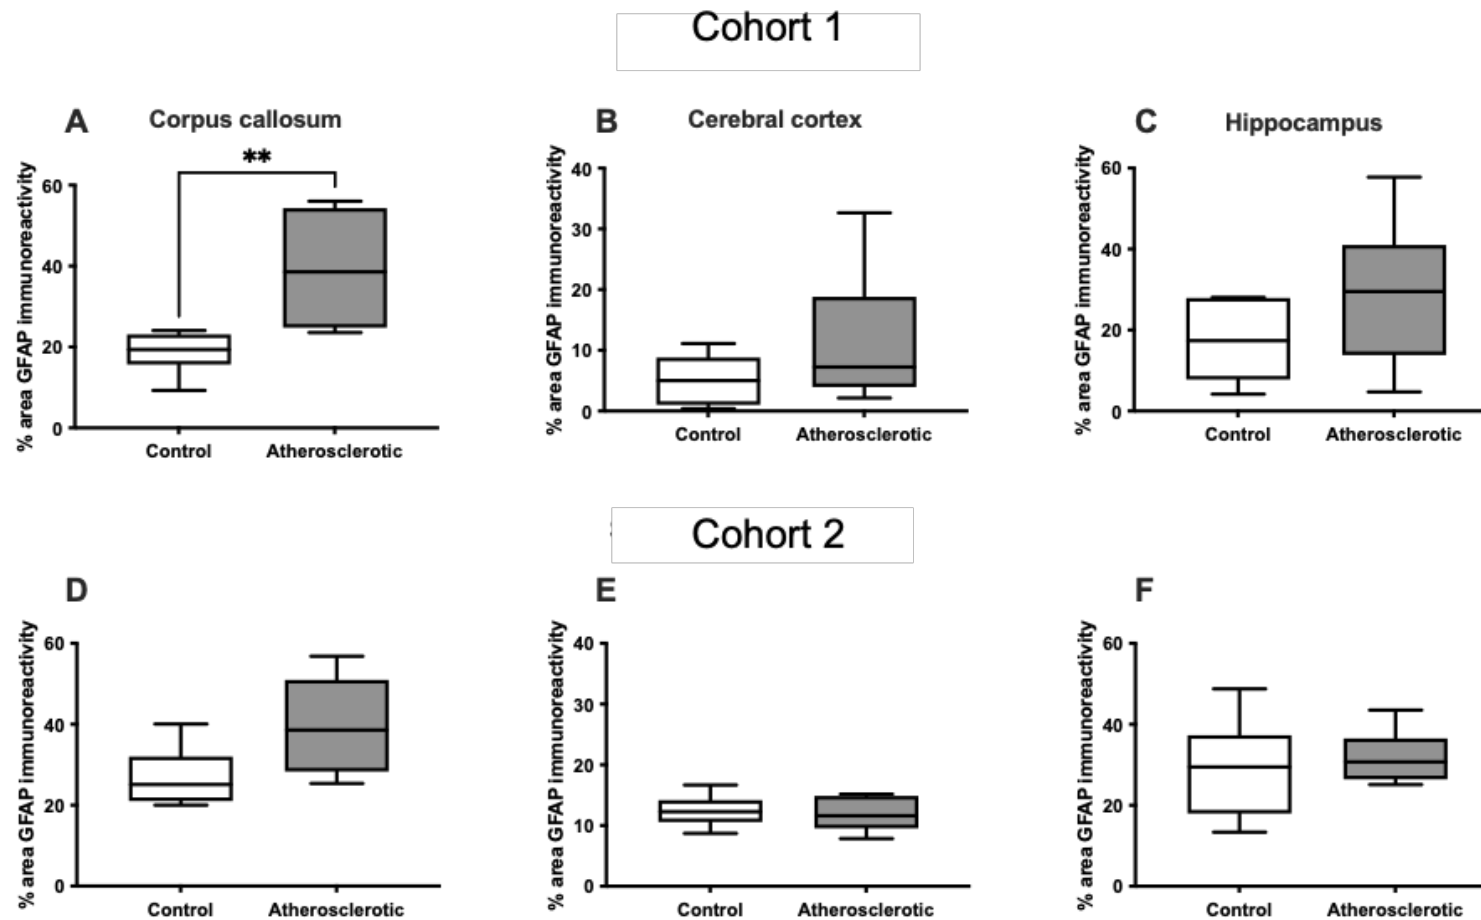 Cohort 1
A Corpus callosum
**
% area GFAP immunoreactivity
60
40
20
0
Control Atherosclerotic
B Cerebral cortex
% area GFAP immunoreactivity
40
30
20
10
0
Control Atherosclerotic
C Hippocampus
% area GFAP immunoreactivity
60
40
20
0
Control Atherosclerotic
Cohort 2
D
% area GFAP immunoreactivity
60
40
20
0
Control Atherosclerotic
E
% area GFAP immunoreactivity
40
30
20
10
0
Control Atherosclerotic
F
% area GFAP immunoreactivity
60
40
20
0
Control Atherosclerotic